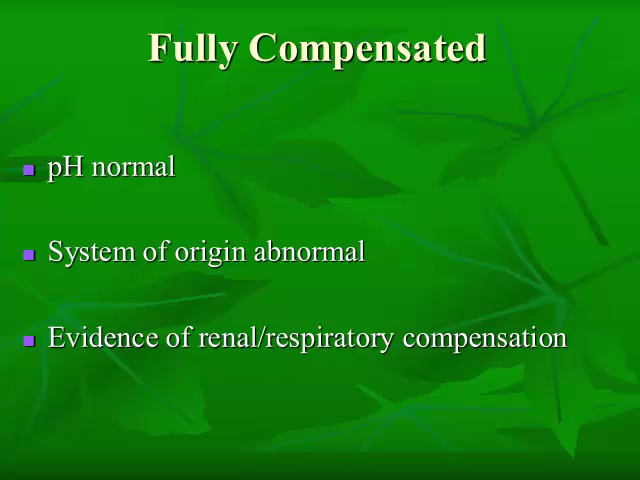 Fully Compensated
pH normal
System of origin abnormal
Evidence of renal/respiratory compensation